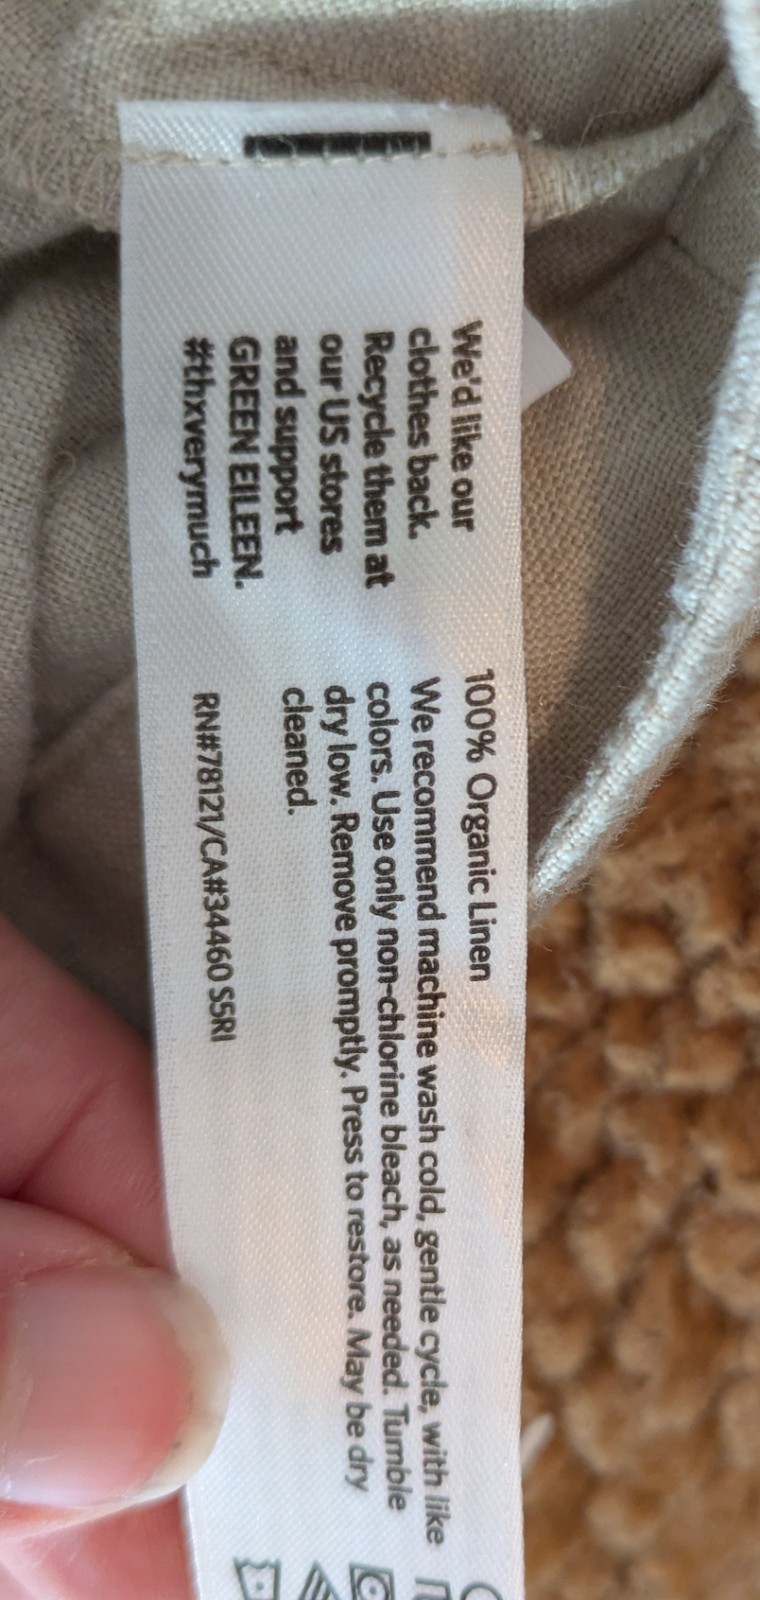 We'd like our
clothes back.
Recycle them at
our US stores
and support
GREEN EILEEN.
#thxverymuch
100% Organic Linen
We recommend machine wash cold, gentle cycle, with like
colors. Use only non-chlorine bleach, as needed. Tumble
dry low. Remove promptly. Press to restore. May be dry
cleaned.
RN#78121/CA#34460 S5RI